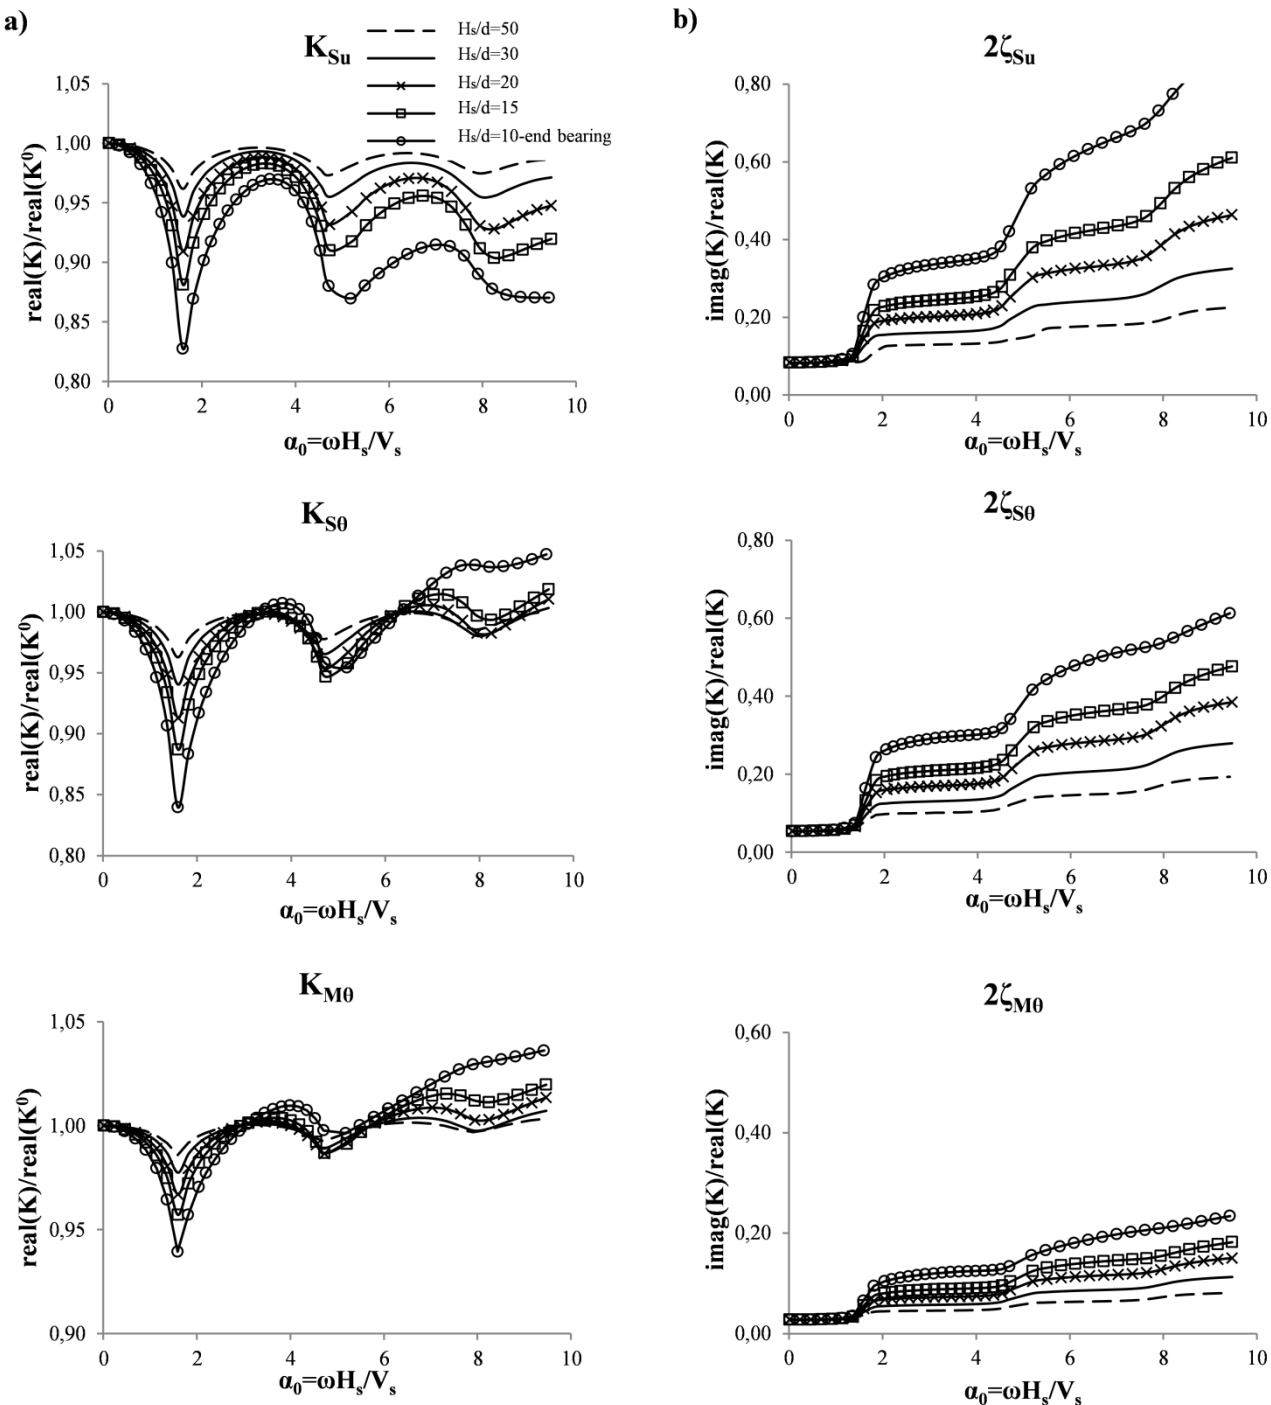 a)
K_Su
Hs/d=50
Hs/d=30
Hs/d=20
Hs/d=15
Hs/d=10-end bearing
real(K)/real(K⁰)
1,05
1,00
0,95
0,90
0,85
0,80
0 2 4 6 8 10
α₀=ωHₛ/Vₛ
b)
2ζ_Su
imag(K)/real(K)
0,80
0,60
0,40
0,20
0,00
0 2 4 6 8 10
α₀=ωHₛ/Vₛ
K_Sθ
real(K)/real(K⁰)
1,05
1,00
0,95
0,90
0,85
0,80
0 2 4 6 8 10
α₀=ωHₛ/Vₛ
2ζ_Sθ
imag(K)/real(K)
0,80
0,60
0,40
0,20
0,00
0 2 4 6 8 10
α₀=ωHₛ/Vₛ
K_Mθ
real(K)/real(K⁰)
1,05
1,00
0,95
0,90
0 2 4 6 8 10
α₀=ωHₛ/Vₛ
2ζ_Mθ
imag(K)/real(K)
0,60
0,40
0,20
0,00
0 2 4 6 8 10
α₀=ωHₛ/Vₛ